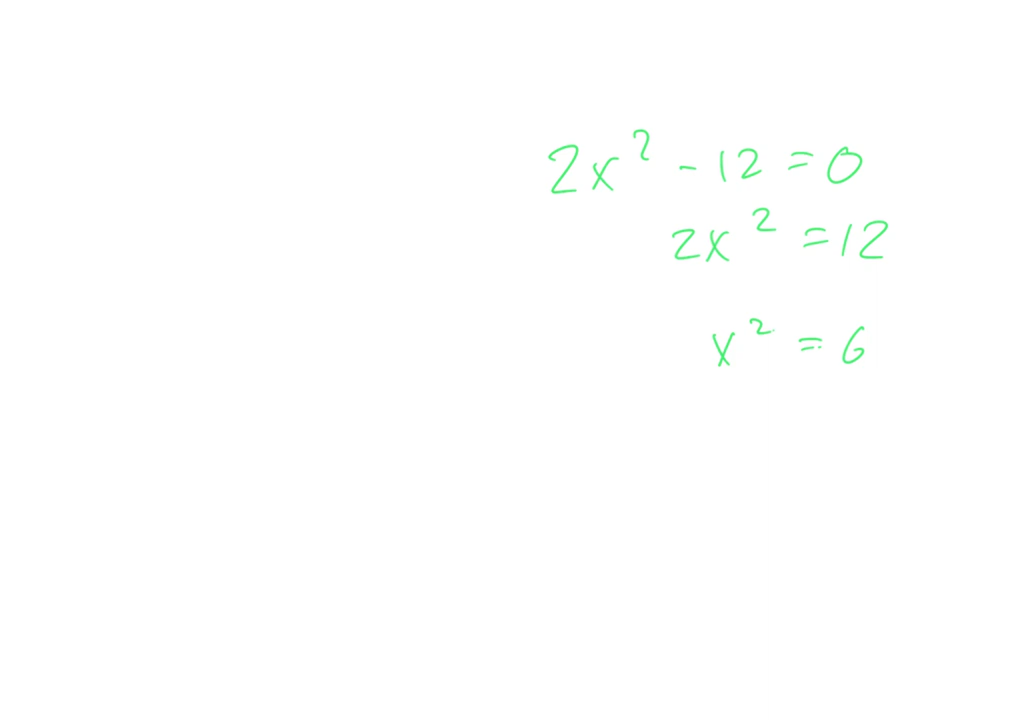 2x² - 12 = 0
2x² = 12
x² = 6